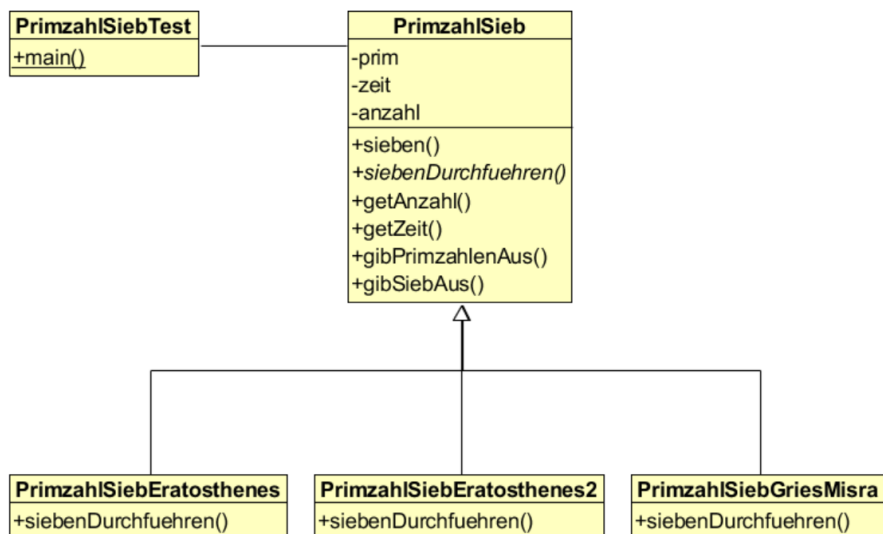 PrimzahlSiebTest
+main()
PrimzahlSieb
-prim
-zeit
-anzahl
+sieben()
+siebenDurchfuehren()
+getAnzahl()
+getZeit()
+gibPrimzahlenAus()
+gibSiebAus()
PrimzahlSiebEratosthenes
+siebenDurchfuehren()
PrimzahlSiebEratosthenes2
+siebenDurchfuehren()
PrimzahlSiebGriesMisra
+siebenDurchfuehren()